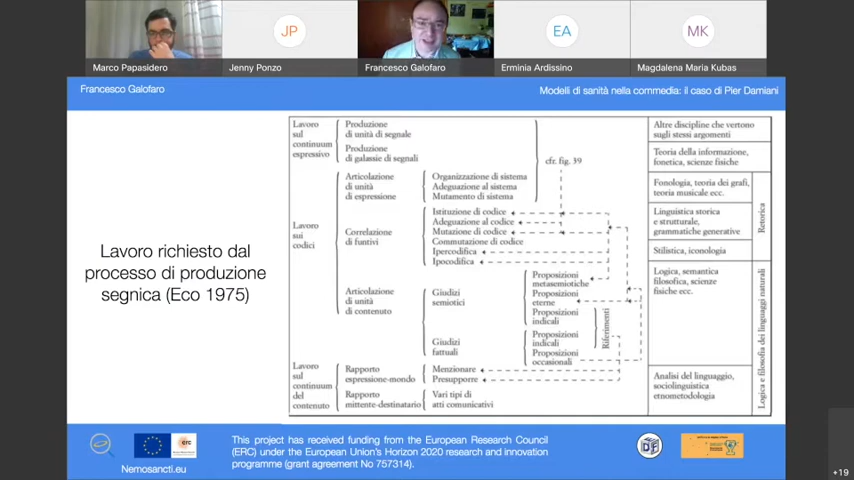 JP
EA
MK
Marco Papasidero
Jenny Ponzo
Francesco Galofaro
Erminia Ardissino
Magdalena Maria Kubas
Francesco Galofaro
Modelli di sanità nella commedia: il caso di Pier Damiani
Lavoro richiesto dal
processo di produzione
segnica (Eco 1975)
Lavoro
sul
continuum
espressivo
Produzione
di unità di segnale
Produzione
di galassie di segnali
cfr. fig. 39
Altre discipline che vertono
sugli stessi argomenti
Teoria della informazione,
fonetica, scienze fisiche
Lavoro
sui
codici
Articolazione
di unità
di espressione
Organizzazione di sistema
Adeguazione al sistema
Mutamento di sistema
Fonologia, teoria dei grafi,
teoria musicale ecc.
Correlazione
di funtivi
Istituzione di codice
Adeguazione al codice
Mutazione di codice
Commutazione di codice
Ipercodifica
Ipocodifica
Linguistica storica
e strutturale,
grammatiche generative
Stilistica, iconologia
Retorica
Articolazione
di unità
di contenuto
Giudizi
semiotici
Proposizioni
metasemiotiche
Proposizioni
eterne
Proposizioni
indicali
Giudizi
fattuali
Proposizioni
indicali
Proposizioni
occasionali
Riferimenti
Logica, semantica
filosofica, scienze
fisiche ecc.
Logica e filosofia dei linguaggi naturali
Lavoro
sul
continuum
del
contenuto
Rapporto
espressione-mondo
Menzionare
Presupporre
Rapporto
mittente-destinatario
Vari tipi di
atti comunicativi
Analisi del linguaggio,
sociolinguistica
etnometodologia
Nemosancti.eu
erc
This project has received funding from the European Research Council
(ERC) under the European Union's Horizon 2020 research and innovation
programme (grant agreement No 757314).
+19